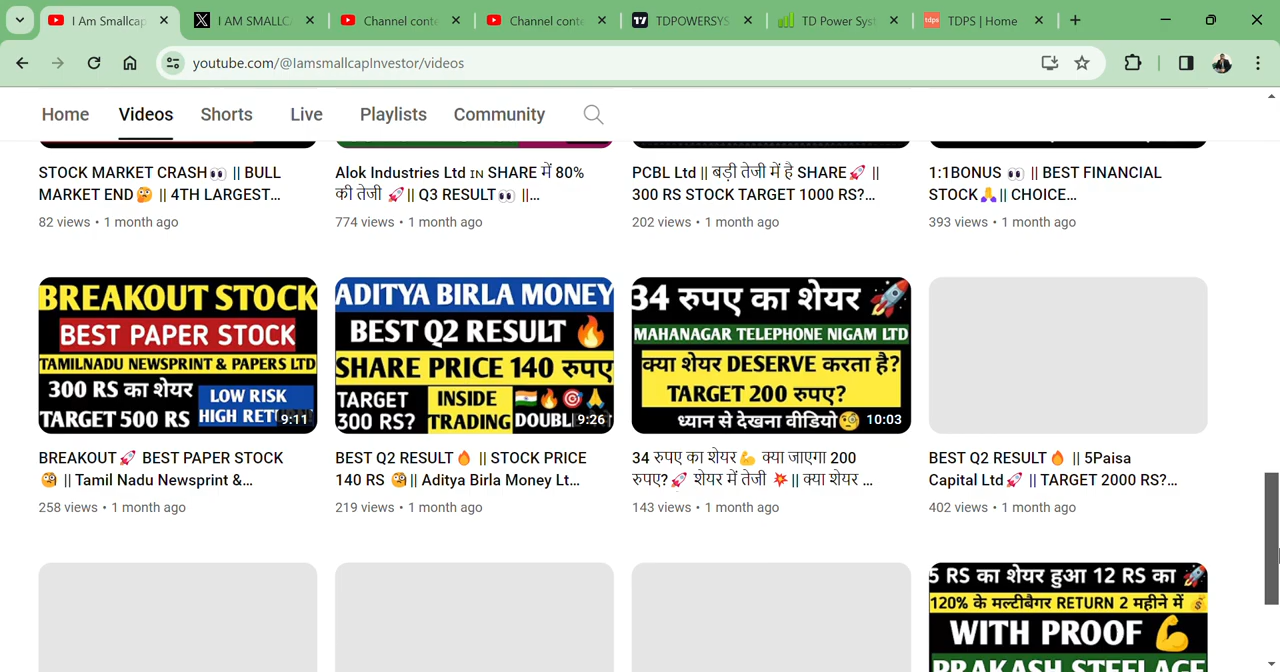 I Am Smallcap
I AM SMALLC
Channel conte
Channel conte
TDPOWERSYS
TD Power Syst
TDPS | Home
youtube.com/@IamsmallcapInvestor/videos
Home
Videos
Shorts
Live
Playlists
Community
STOCK MARKET CRASH👀 || BULL
MARKET END🤔 || 4TH LARGEST...
82 views • 1 month ago
Alok Industries Ltd ɪɴ SHARE में 80%
की तेजी 🚀|| Q3 RESULT👀 ||...
774 views • 1 month ago
PCBL Ltd || बड़ी तेजी में है SHARE🚀 ||
300 RS STOCK TARGET 1000 RS?...
202 views • 1 month ago
1:1BONUS 👀 || BEST FINANCIAL
STOCK🙏|| CHOICE...
393 views • 1 month ago
BREAKOUT STOCK
BEST PAPER STOCK
TAMILNADU NEWSPRINT & PAPERS LTD
300 RS का शेयर
TARGET 500 RS
LOW RISK
HIGH RET
9:11
BREAKOUT🚀 BEST PAPER STOCK
🧐 || Tamil Nadu Newsprint &...
258 views • 1 month ago
ADITYA BIRLA MONEY
BEST Q2 RESULT 🔥
SHARE PRICE 140 रुपए
TARGET
300 RS?
INSIDE
TRADING
🇮🇳🔥🎯🙏
DOUBL
9:26
BEST Q2 RESULT🔥 || STOCK PRICE
140 RS 🧐|| Aditya Birla Money Lt...
219 views • 1 month ago
34 रुपए का शेयर 🚀
MAHANAGAR TELEPHONE NIGAM LTD
क्या शेयर DESERVE करता है?
TARGET 200 रुपए?
ध्यान से देखना वीडियो🧐
10:03
34 रुपए का शेयर💪 क्या जाएगा 200
रुपए?🚀 शेयर में तेजी 💥|| क्या शेयर ...
143 views • 1 month ago
BEST Q2 RESULT🔥 || 5Paisa
Capital Ltd🚀 || TARGET 2000 RS?...
402 views • 1 month ago
5 RS का शेयर हुआ 12 RS का 🚀
120% के मल्टीबैगर RETURN 2 महीने में 💰
WITH PROOF 💪
PRAKASH STEELAGE